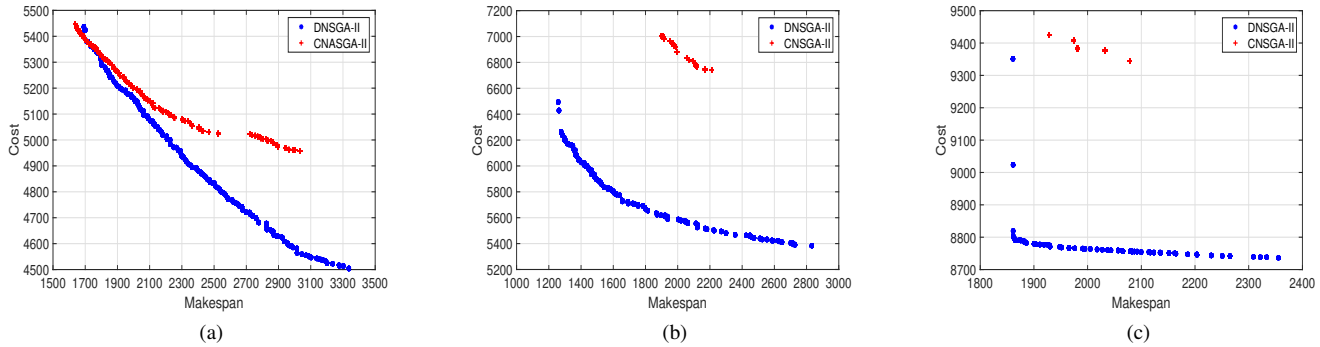 5500
5400
5300
5200
5100
5000
4900
4800
4700
4600
4500
Cost
1500 1700 1900 2100 2300 2500 2700 2900 3100 3300 3500
Makespan
DNSGA-II
CNASGA-II
(a)
7200
7000
6800
6600
6400
6200
6000
5800
5600
5400
5200
Cost
1000 1200 1400 1600 1800 2000 2200 2400 2600 2800 3000
Makespan
DNSGA-II
CNSGA-II
(b)
9500
9400
9300
9200
9100
9000
8900
8800
8700
Cost
1800 1900 2000 2100 2200 2300 2400
Makespan
DNSGA-II
CNSGA-II
(c)